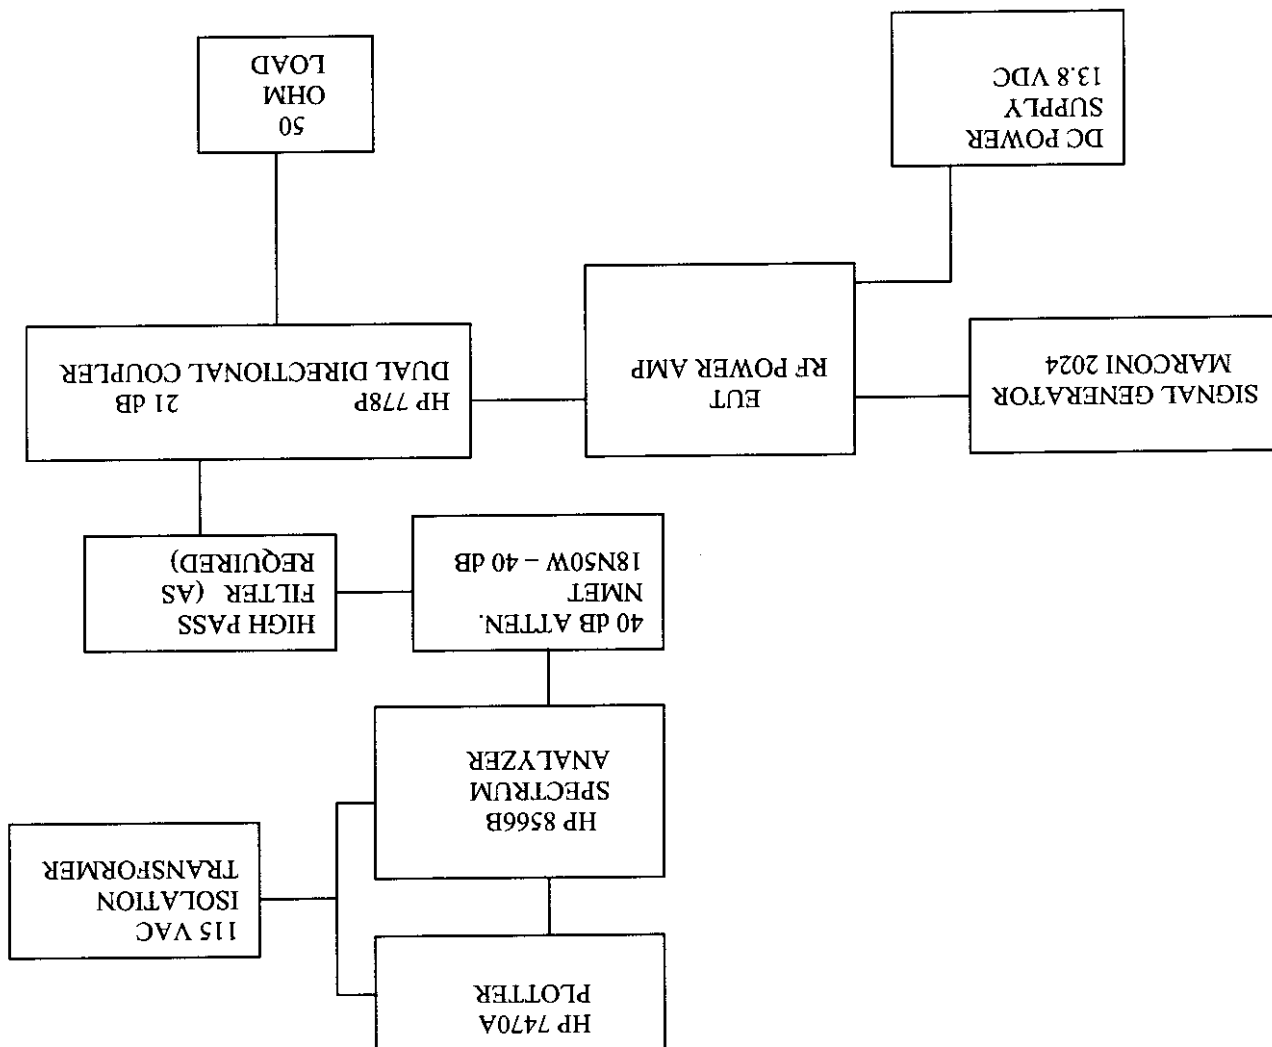 HP 7470A
PLOTTER
115 VAC
ISOLATION
TRANSFORMER
HP 8566B
SPECTRUM
ANALYZER
40 dB ATTEN.
NMET
18N50W – 40 dB
HIGH PASS
FILTER (AS
REQUIRED)
SIGNAL GENERATOR
MARCONI 2024
EUT
RF POWER AMP
HP 778P 21 dB
DUAL DIRECTIONAL COUPLER
DC POWER
SUPPLY
13.8 VDC
50
OHM
LOAD